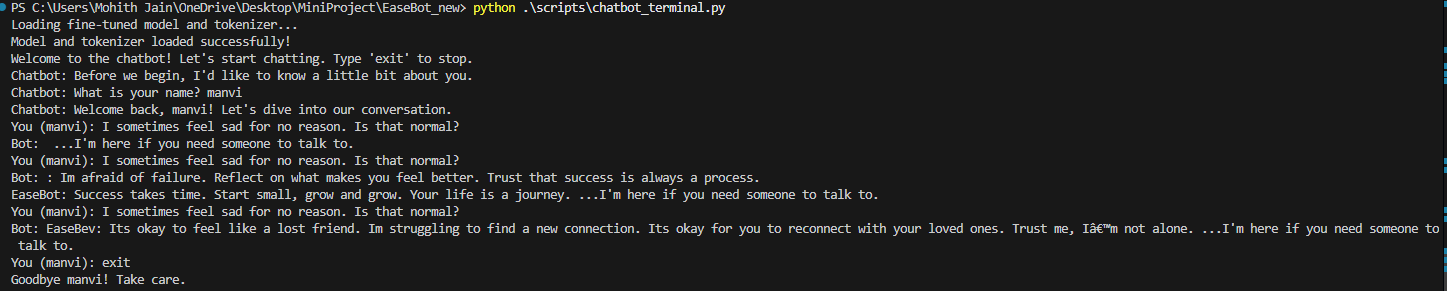 PS C:\Users\Mohith Jain\OneDrive\Desktop\MiniProject\EaseBot_new> python .\scripts\chatbot_terminal.py
Loading fine-tuned model and tokenizer...
Model and tokenizer loaded successfully!
Welcome to the chatbot! Let's start chatting. Type 'exit' to stop.
Chatbot: Before we begin, I'd like to know a little bit about you.
Chatbot: What is your name? manvi
Chatbot: Welcome back, manvi! Let's dive into our conversation.
You (manvi): I sometimes feel sad for no reason. Is that normal?
Bot:  ...I'm here if you need someone to talk to.
You (manvi): I sometimes feel sad for no reason. Is that normal?
Bot: : Im afraid of failure. Reflect on what makes you feel better. Trust that success is always a process.
EaseBot: Success takes time. Start small, grow and grow. Your life is a journey. ...I'm here if you need someone to talk to.
You (manvi): I sometimes feel sad for no reason. Is that normal?
Bot: EaseBev: Its okay to feel like a lost friend. Im struggling to find a new connection. Its okay for you to reconnect with your loved ones. Trust me, Iâ€™m not alone. ...I'm here if you need someone to
talk to.
You (manvi): exit
Goodbye manvi! Take care.